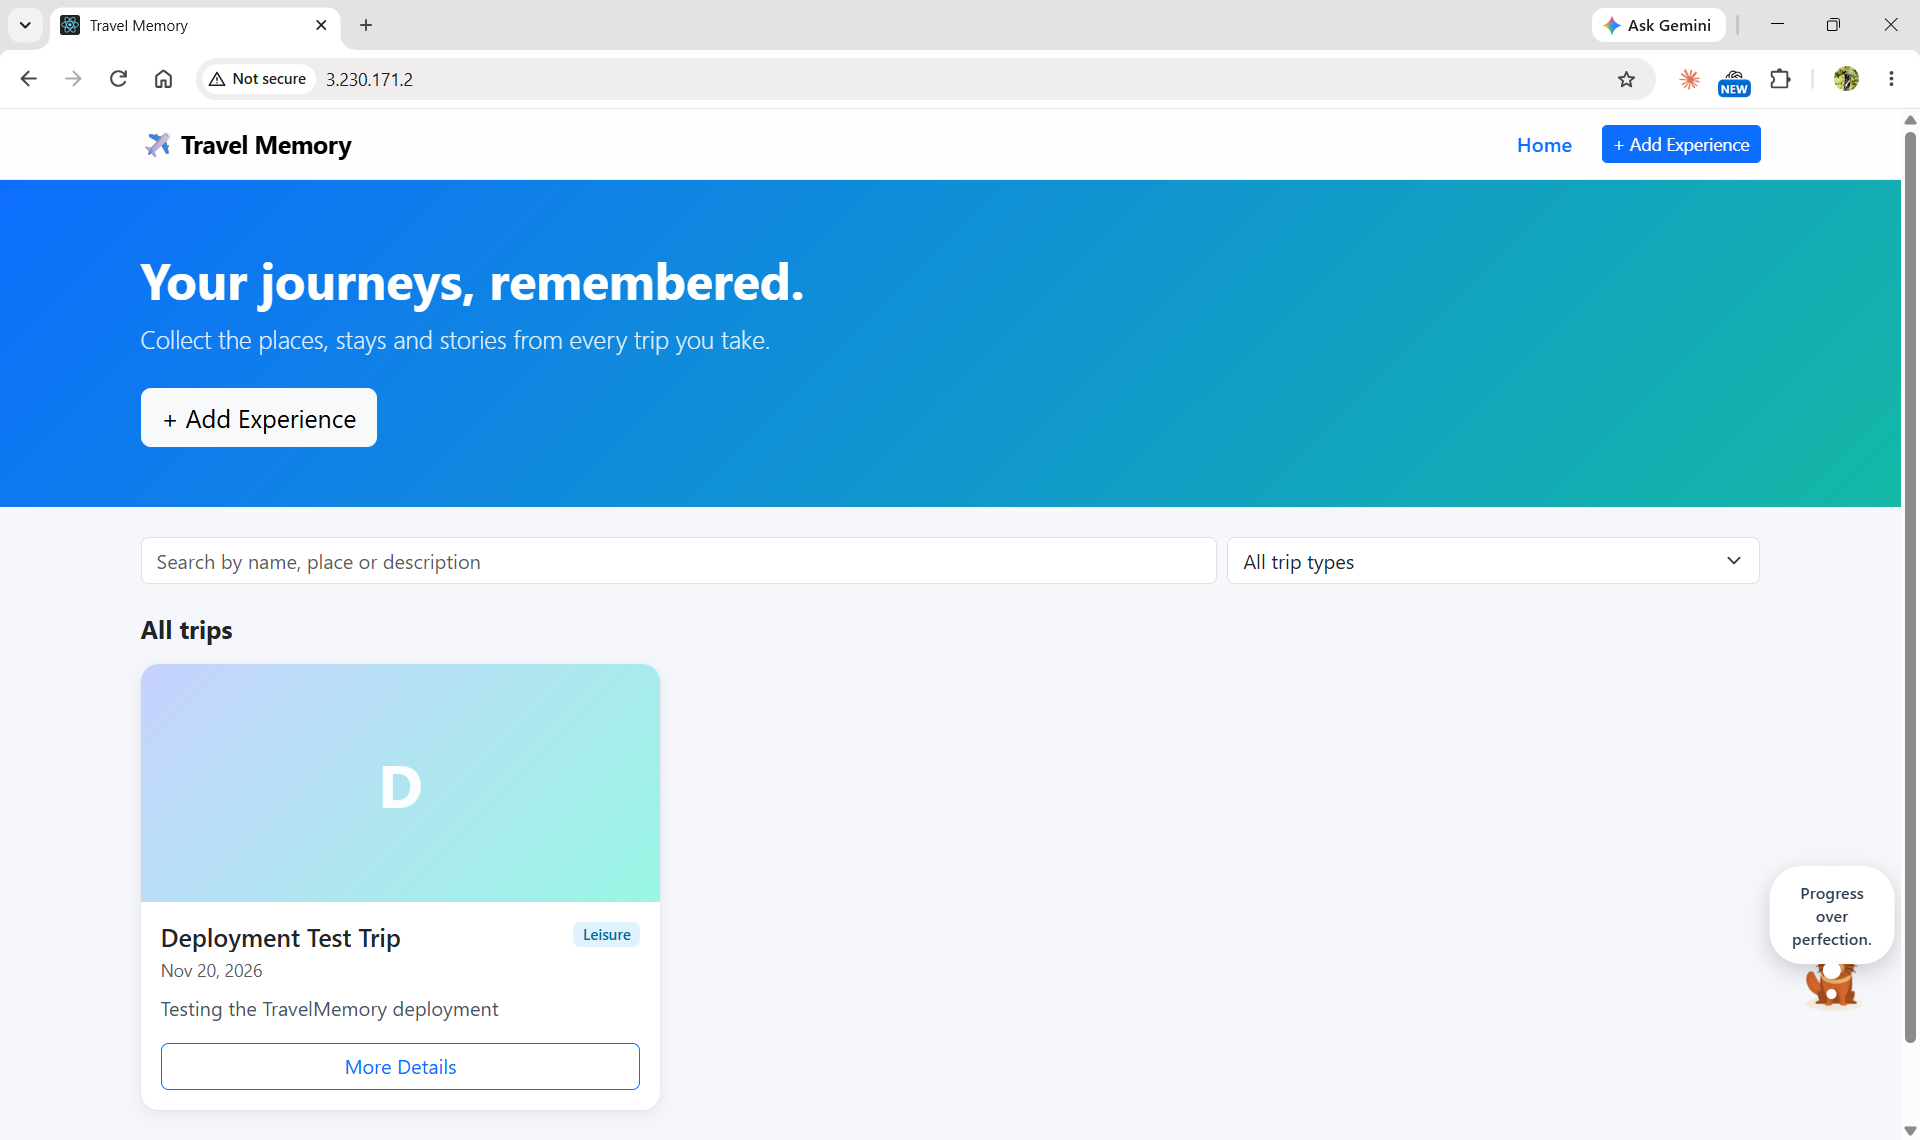 Travel Memory
Ask Gemini
Not secure
3.230.171.2
NEW
Travel Memory
Home
+ Add Experience
Your journeys, remembered.
Collect the places, stays and stories from every trip you take.
+ Add Experience
Search by name, place or description
All trip types
All trips
D
Deployment Test Trip
Leisure
Nov 20, 2026
Testing the TravelMemory deployment
More Details
Progress
over
perfection.